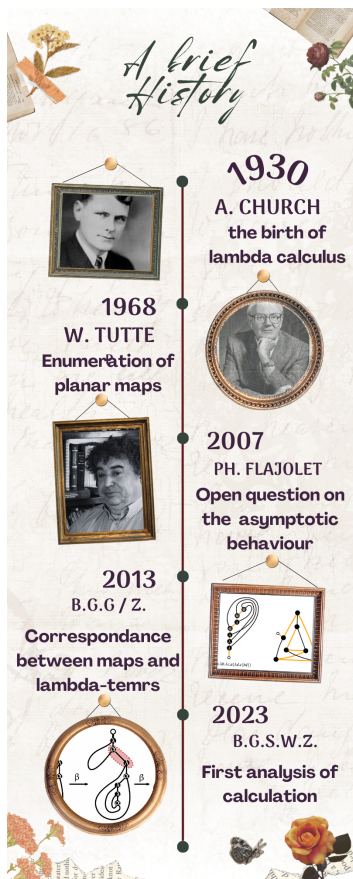 A brief
History
1930
A. CHURCH
the birth of
lambda calculus
1968
W. TUTTE
Enumeration of
planar maps
2007
PH. FLAJOLET
Open question on
the asymptotic
behaviour
2013
B.G.G / Z.
Correspondance
between maps and
lambda-temrs
β
β
2023
B.G.S.W.Z.
First analysis of
calculation